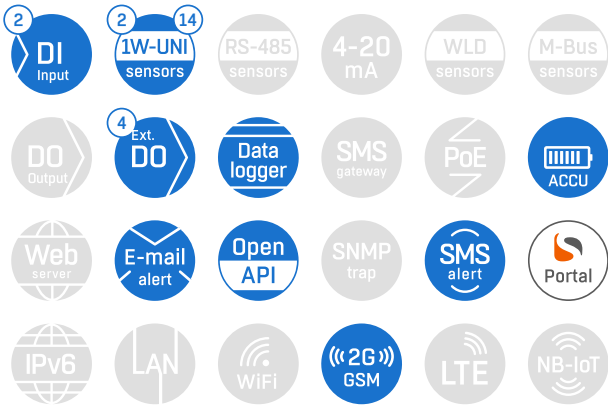 2
DI
Input
2
14
1W-UNI
sensors
RS-485
sensors
4-20
mA
WLD
sensors
M-Bus
sensors
DO
Output
4
Ext.
DO
Data
logger
SMS
gateway
PoE
ACCU
Web
server
E-mail
alert
Open
API
SNMP
trap
SMS
alert
Portal
IPv6
LAN
WiFi
2G
GSM
LTE
NB-IoT